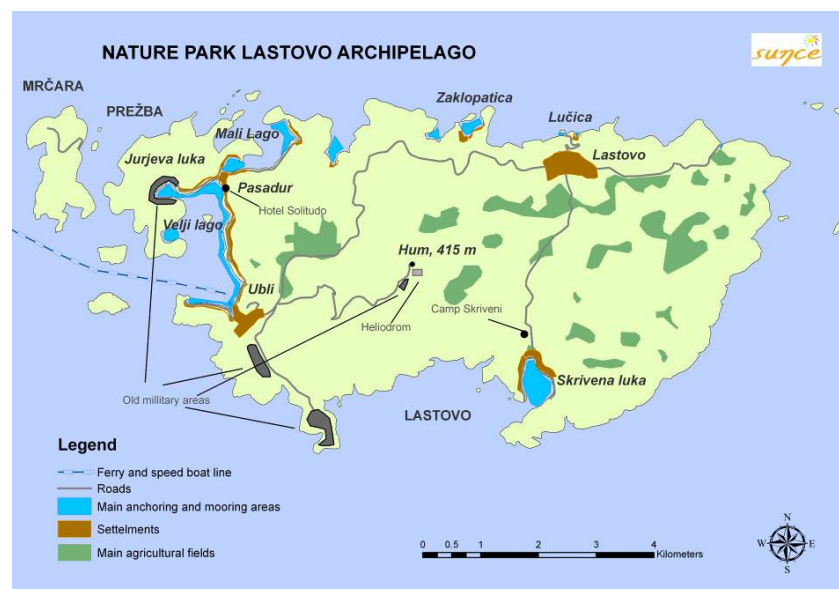 NATURE PARK LASTOVO ARCHIPELAGO
sunce
MRČARA
PREŽBA
Zaklopatica
Mali Lago
Lučica
Jurjeva luka
Lastovo
Pasadur
Hotel Solitudo
Velji lago
Hum, 415 m
Ubli
Heliodrom
Camp Skriveni
Skrivena luka
Old millitary areas
LASTOVO
Legend
Ferry and speed boat line
Roads
Main anchoring and mooring areas
Settelments
Main agricultural fields
0 0.5 1 2 3 4
Kilometers
N
W E
S